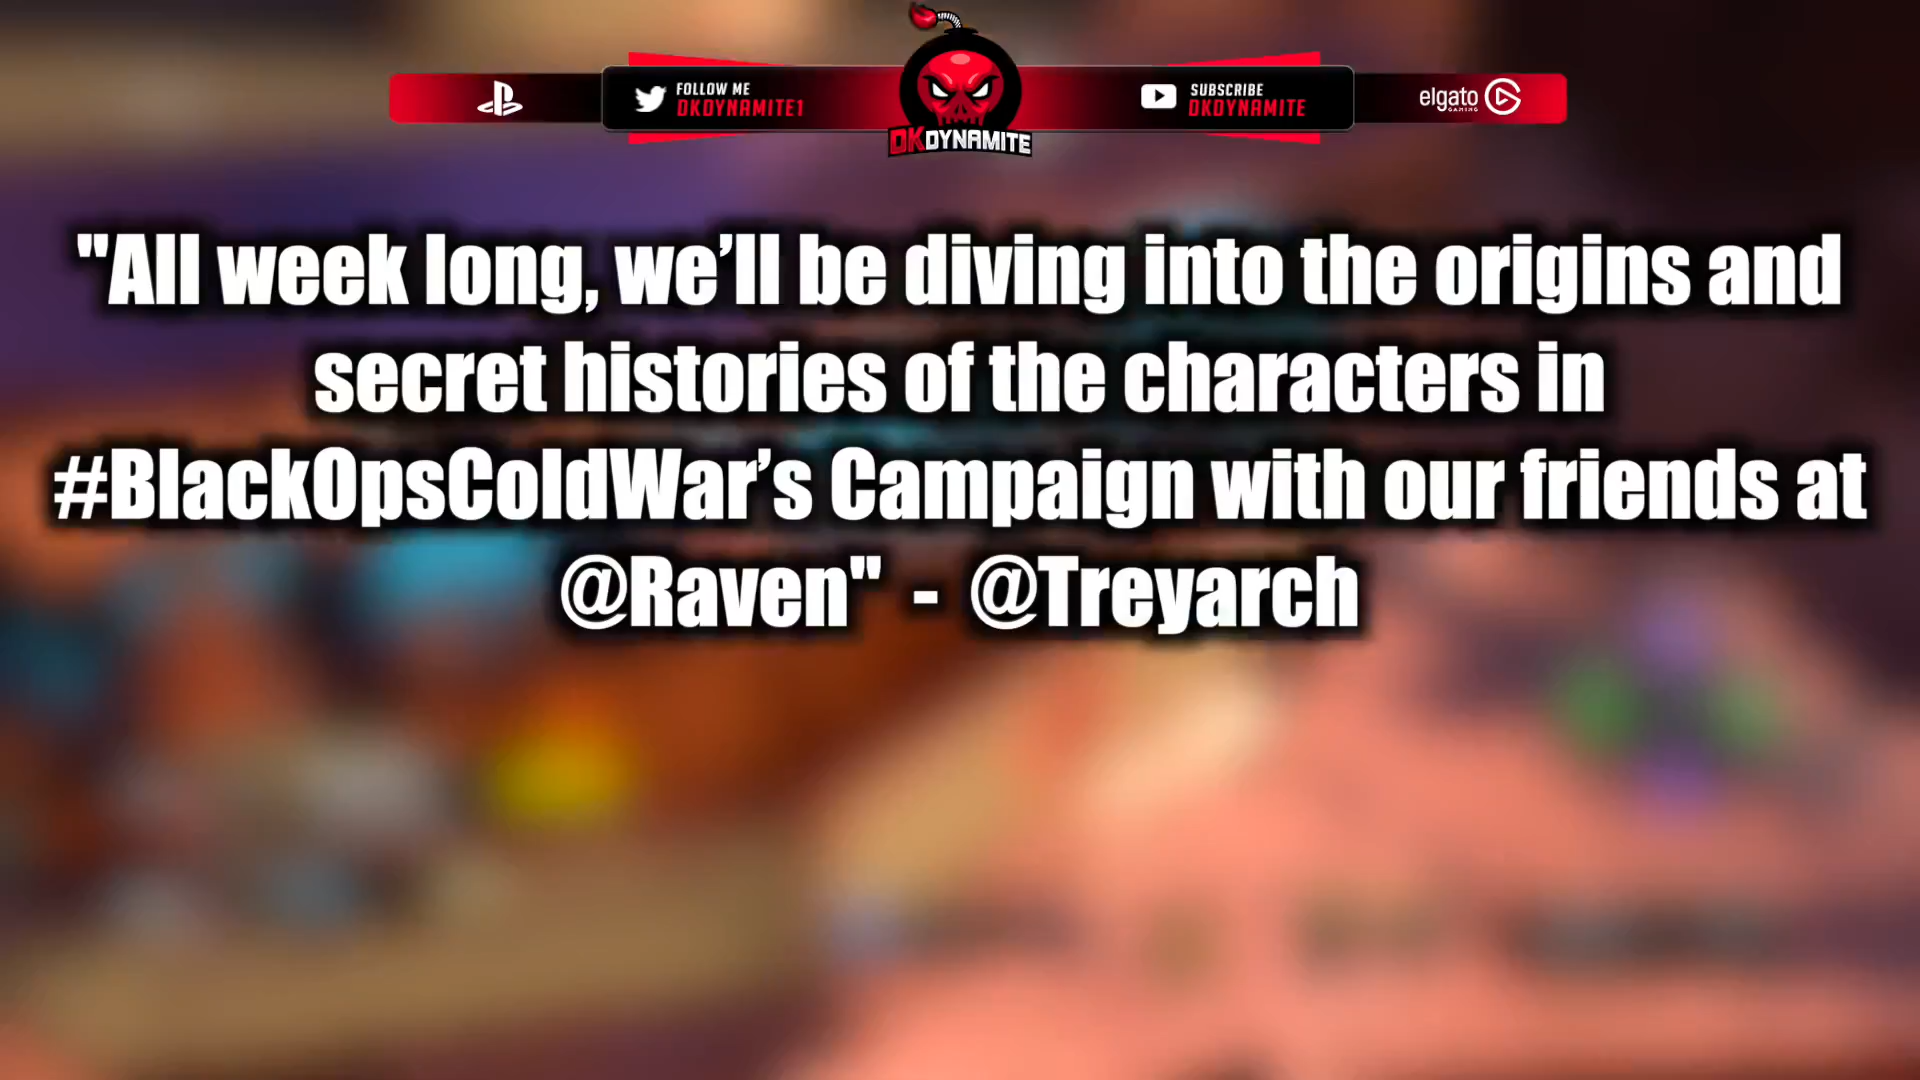 FOLLOW ME
DKDYNAMITE1
DKDYNAMITE
SUBSCRIBE
DKDYNAMITE
elgato
GAMING
"All week long, we’ll be diving into the origins and
secret histories of the characters in
#BlackOpsColdWar’s Campaign with our friends at
@Raven" - @Treyarch